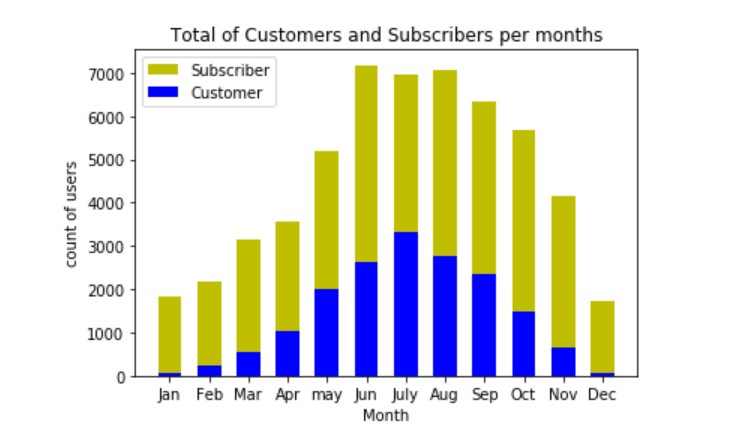 Total of Customers and Subscribers per months
Subscriber
Customer
7000
6000
5000
4000
3000
2000
1000
0
count of users
Jan Feb Mar Apr may Jun July Aug Sep Oct Nov Dec
Month